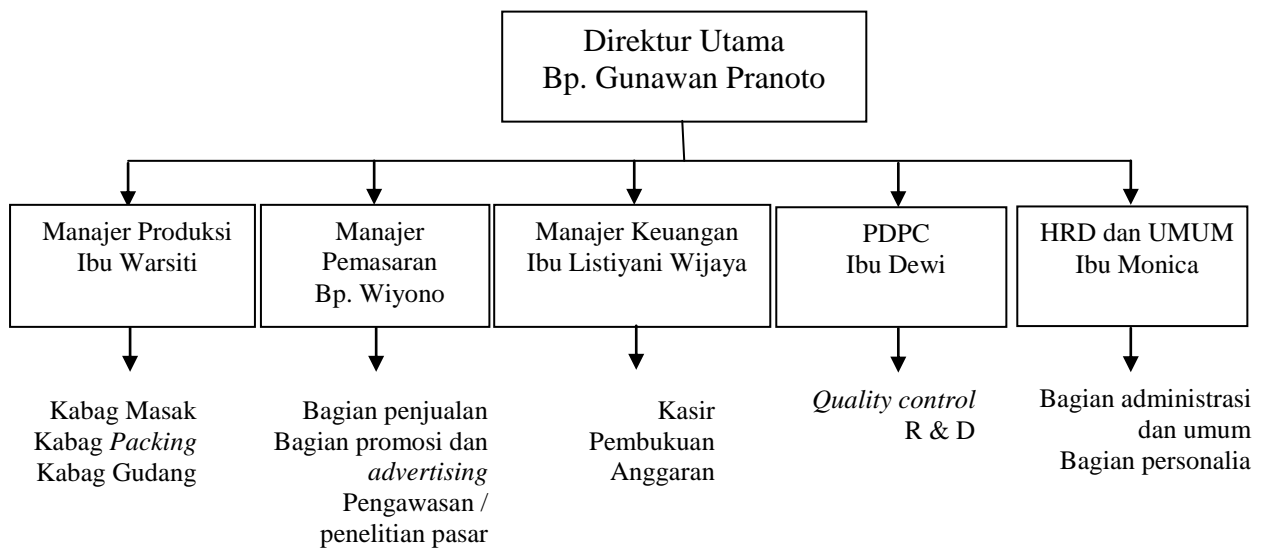 Direktur Utama
Bp. Gunawan Pranoto
Manajer Produksi
Ibu Warsiti
Manajer
Pemasaran
Bp. Wiyono
Manajer Keuangan
Ibu Listiyani Wijaya
PDPC
Ibu Dewi
HRD dan UMUM
Ibu Monica
Kabag Masak
Kabag Packing
Kabag Gudang
Bagian penjualan
Bagian promosi dan
advertising
Pengawasan /
penelitian pasar
Kasir
Pembukuan
Anggaran
Quality control
R & D
Bagian administrasi
dan umum
Bagian personalia